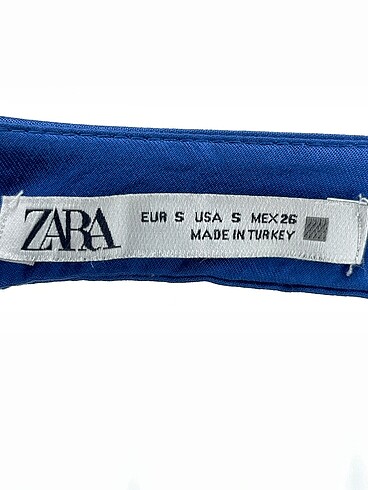 ZARA
EUR S USA S MEX 26
MADE IN TURKEY